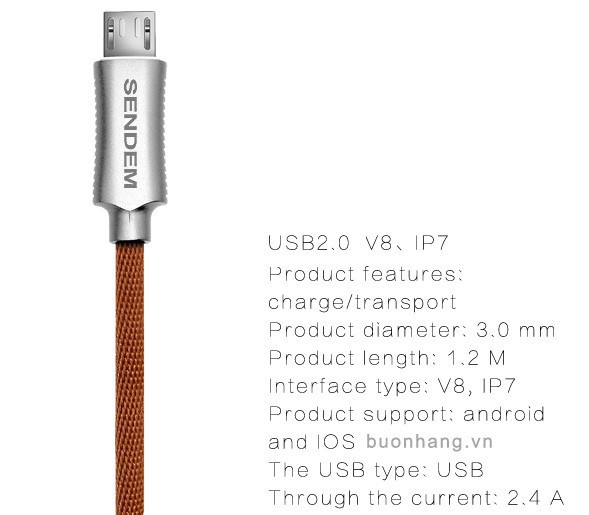 SENDEM
USB2.0 V8、IP7
Product features:
charge/transport
Product diameter: 3.0 mm
Product length: 1.2 M
Interface type: V8, IP7
Product support: android
and IOS buonhang.vn
The USB type: USB
Through the current: 2.4 A